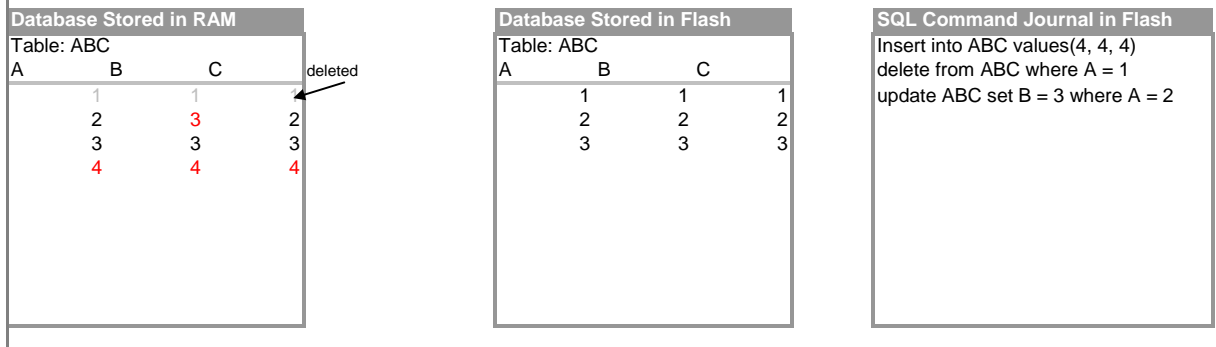 Database Stored in RAM
Table: ABC
A B C
deleted
1 1 1
2 3 2
3 3 3
4 4 4
Database Stored in Flash
Table: ABC
A B C
1 1 1
2 2 2
3 3 3
SQL Command Journal in Flash
Insert into ABC values(4, 4, 4)
delete from ABC where A = 1
update ABC set B = 3 where A = 2